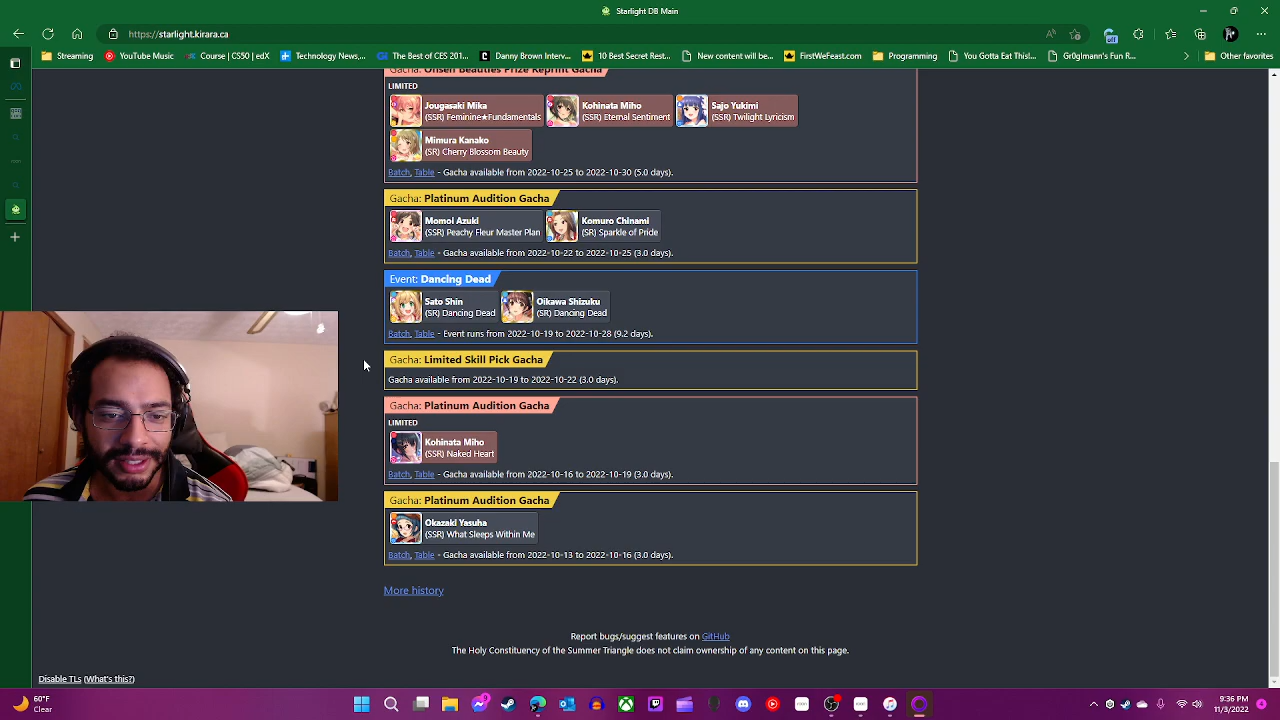 Starlight DB Main
https://starlight.kirara.ca
off
Streaming
YouTube Music
Course | CS50 | edX
Technology News,...
The Best of CES 201...
Danny Brown Interv...
10 Best Secret Rest...
New content will be...
FirstWeFeast.com
Programming
You Gotta Eat This...
Gr0g1mann's Fun R...
Other favorites
Gacha: Onsen Beauties Prize Reprint Gacha
LIMITED
Jougasaki Mika
(SSR) Feminine★Fundamentals
Kohinata Miho
(SSR) Eternal Sentiment
Sajo Yukimi
(SSR) Twilight Lyricism
Mimura Kanako
(SR) Cherry Blossom Beauty
Batch, Table - Gacha available from 2022-10-25 to 2022-10-30 (5.0 days).
Gacha: Platinum Audition Gacha
Momoi Azuki
(SSR) Peachy Fleur Master Plan
Komuro Chinami
(SSR) Sparkle of Pride
Batch, Table - Gacha available from 2022-10-22 to 2022-10-25 (3.0 days).
Event: Dancing Dead
Sato Shin
(SR) Dancing Dead
Oikawa Shizuku
(SR) Dancing Dead
Batch, Table - Event runs from 2022-10-19 to 2022-10-28 (9.2 days).
Gacha: Limited Skill Pick Gacha
Gacha available from 2022-10-19 to 2022-10-22 (3.0 days).
Gacha: Platinum Audition Gacha
LIMITED
Kohinata Miho
(SSR) Naked Heart
Batch, Table - Gacha available from 2022-10-16 to 2022-10-19 (3.0 days).
Gacha: Platinum Audition Gacha
Okazaki Yasuha
(SSR) What Sleeps Within Me
Batch, Table - Gacha available from 2022-10-13 to 2022-10-16 (3.0 days).
More history
Report bugs/suggest features on GitHub
The Holy Constituency of the Summer Triangle does not claim ownership of any content on this page.
Disable TLs (What's this?)
60°F
Clear
9
9:36 PM
11/3/2022
4